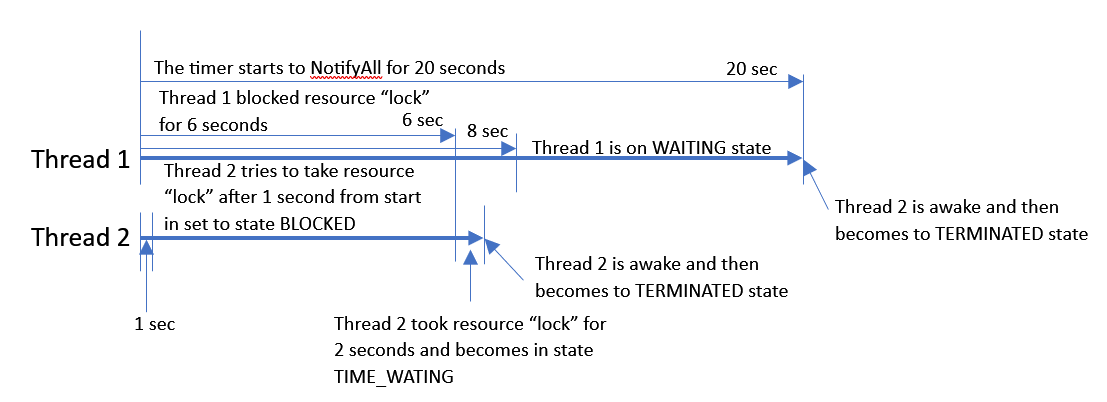 The timer starts to NotifyAll for 20 seconds
20 sec
Thread 1 blocked resource “lock”
for 6 seconds
6 sec
8 sec
Thread 1
Thread 1 is on WAITING state
Thread 2 tries to take resource
“lock” after 1 second from start
in set to state BLOCKED
Thread 2 is awake and then
becomes to TERMINATED state
Thread 2
Thread 2 is awake and then
becomes to TERMINATED state
1 sec
Thread 2 took resource “lock” for
2 seconds and becomes in state
TIME_WATING